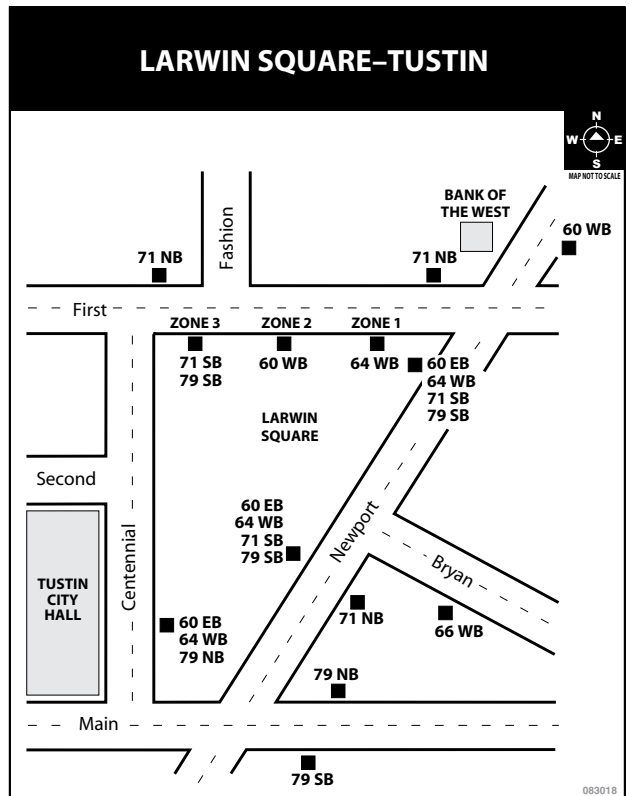 LARWIN SQUARE–TUSTIN
N
W E
S
MAP NOT TO SCALE
BANK OF
THE WEST
60 WB
71 NB
Fashion
71 NB
First
ZONE 3
ZONE 2
ZONE 1
71 SB
79 SB
60 WB
64 WB
60 EB
64 WB
71 SB
79 SB
LARWIN
SQUARE
Second
60 EB
64 WB
71 SB
79 SB
Newport
Bryan
Centennial
TUSTIN
CITY
HALL
60 EB
64 WB
79 NB
71 NB
66 WB
79 NB
Main
79 SB
083018